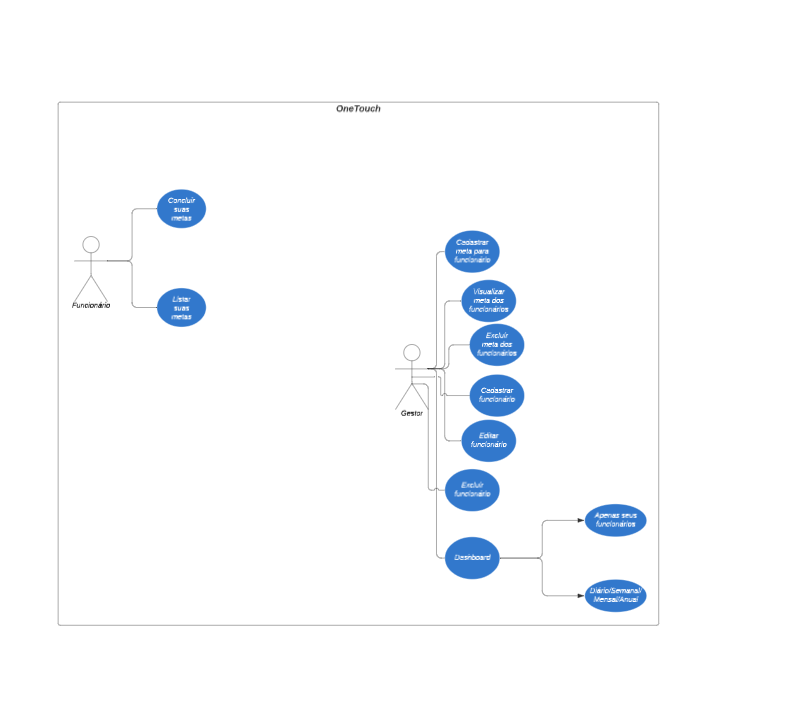 OneTouch
Concluir
suas
metas
Funcionário
Listar
suas
metas
Cadastrar
meta para
funcionário
Visualizar
meta dos
funcionários
Excluir
meta dos
funcionários
Gestor
Cadastrar
funcionário
Editar
funcionário
Excluir
funcionário
Dashboard
Apenas seus
funcionários
Diário/Semanal/
Mensal/Anual